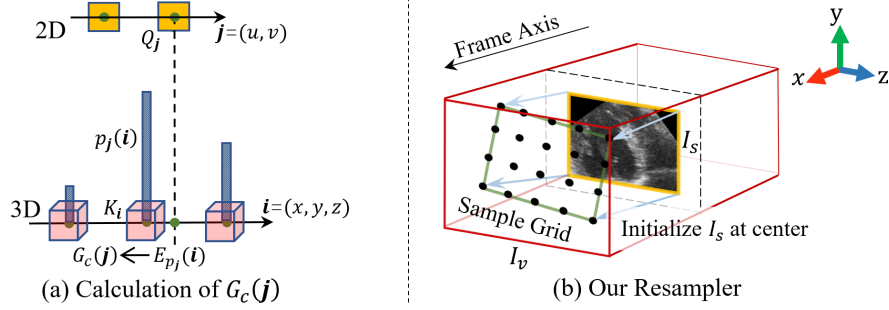 2D
Q_j
j=(u, v)
p_j(i)
3D
K_i
i=(x, y, z)
G_c(j) ← E_{p_j}(i)
(a) Calculation of G_c(j)
Frame Axis
y
x
z
I_s
Sample Grid
Initialize I_s at center
I_v
(b) Our Resampler